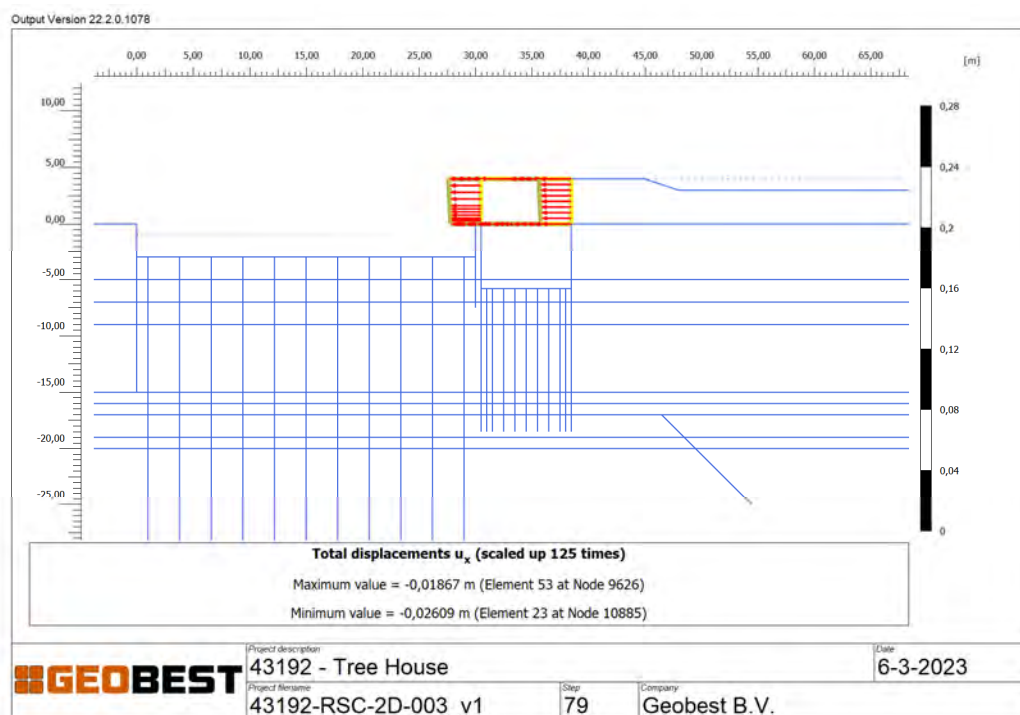 Output Version 22.2.0.1078
0,00 5,00 10,00 15,00 20,00 25,00 30,00 35,00 40,00 45,00 50,00 55,00 60,00 65,00
[m]
10,00
5,00
0,00
-5,00
-10,00
-15,00
-20,00
-25,00
0,28
0,24
0,2
0,16
0,12
0,08
0,04
0
Total displacements ux (scaled up 125 times)
Maximum value = -0,01867 m (Element 53 at Node 9626)
Minimum value = -0,02609 m (Element 23 at Node 10885)
GEOBEST
Project description
43192 - Tree House
Date
6-3-2023
Project filename
43192-RSC-2D-003_v1
Step
79
Company
Geobest B.V.